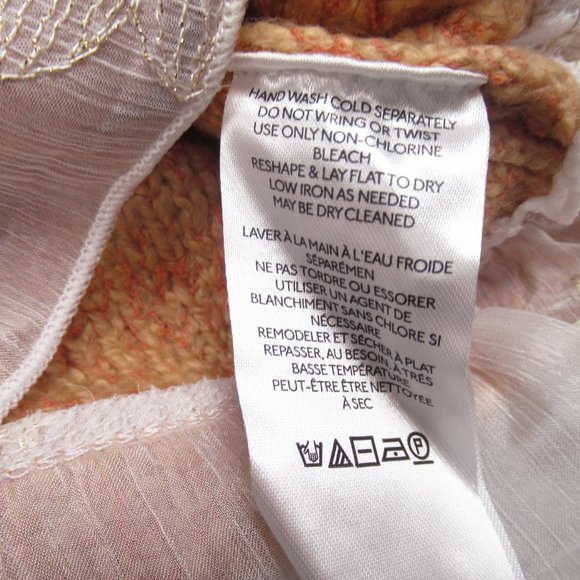 HAND WASH COLD SEPARATELY
DO NOT WRING OR TWIST
USE ONLY NON-CHLORINE
BLEACH
RESHAPE & LAY FLAT TO DRY
LOW IRON AS NEEDED
MAY BE DRY CLEANED
LAVER À LA MAIN À L'EAU FROIDE
SÉPARÉMEN
NE PAS TORDRE OU ESSORER
UTILISER UN AGENT DE
BLANCHIMENT SANS CHLORE SI
NÉCESSAIRE
REMODELER ET SÉCHER À PLAT
REPASSER, AU BESOIN, À TRÉS
BASSE TEMPÉRATURE
PEUT-ÊTRE ÊTRE NETTOYÉE
À SEC